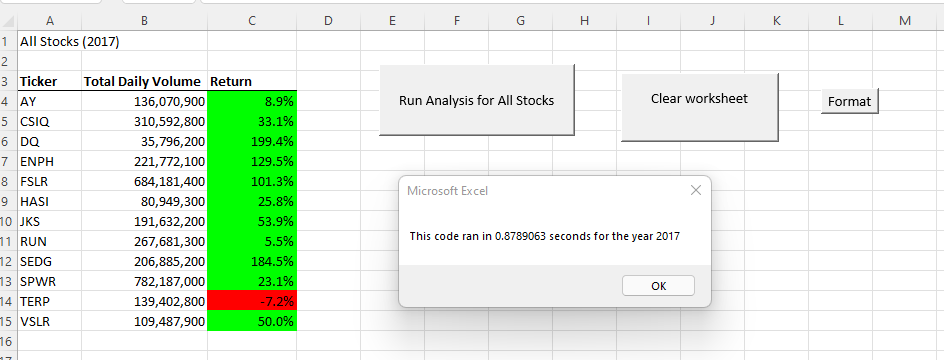 A B C D E F G H I J K L M
1 All Stocks (2017)
2
3 Ticker Total Daily Volume Return
4 AY 136,070,900 8.9%
5 CSIQ 310,592,800 33.1%
6 DQ 35,796,200 199.4%
7 ENPH 221,772,100 129.5%
8 FSLR 684,181,400 101.3%
9 HASI 80,949,300 25.8%
10 JKS 191,632,200 53.9%
11 RUN 267,681,300 5.5%
12 SEDG 206,885,200 184.5%
13 SPWR 782,187,000 23.1%
14 TERP 139,402,800 -7.2%
15 VSLR 109,487,900 50.0%
16
Run Analysis for All Stocks
Clear worksheet
Format
Microsoft Excel
This code ran in 0.8789063 seconds for the year 2017
OK